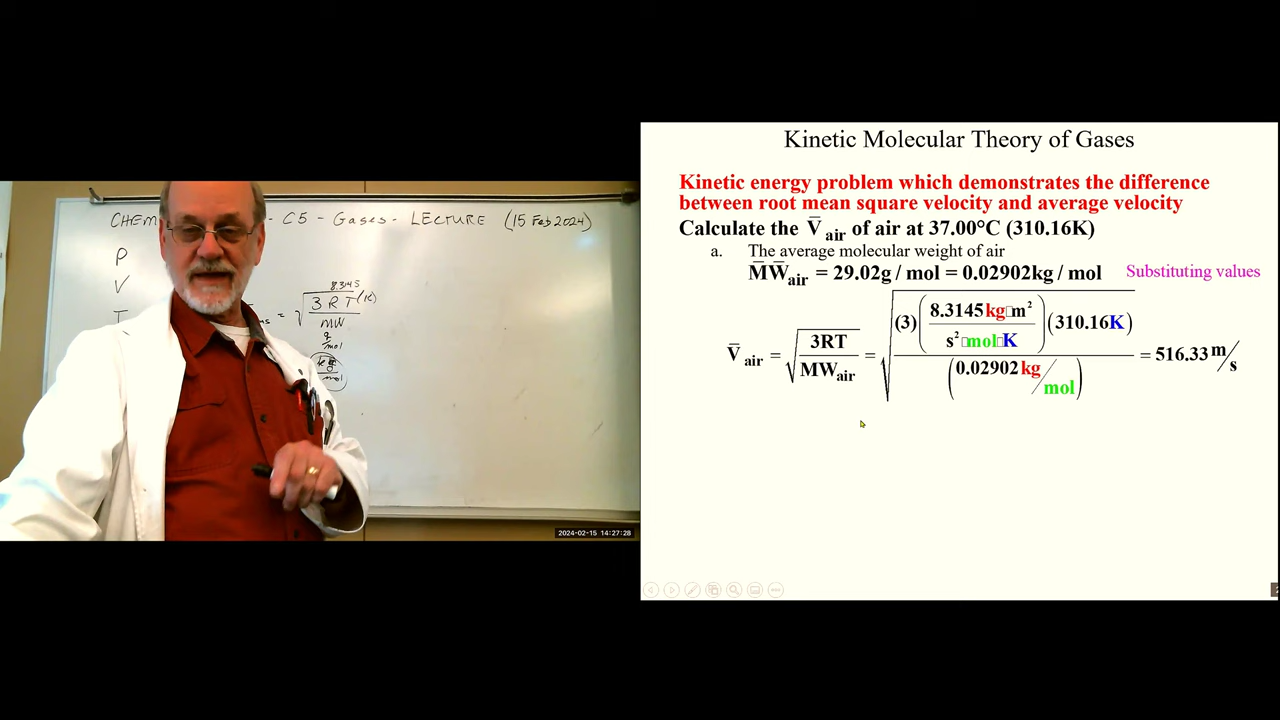 CHEM - C5 - Gases - LECTURE (15 Feb 2024)
P
V
T
8.3145
= √ 3 R T (K)
MW
g
mol
kg
mol
2024-02-15 14:27:28
Kinetic Molecular Theory of Gases
Kinetic energy problem which demonstrates the difference
between root mean square velocity and average velocity
Calculate the V̅ air of air at 37.00°C (310.16K)
a. The average molecular weight of air
M̅W̅air = 29.02g / mol = 0.02902kg / mol Substituting values
V̅ air = √(3RT / MWair) = √((3)(8.3145 kg□m² / s²□mol□K)(310.16K) / (0.02902 kg/mol)) = 516.33 m/s